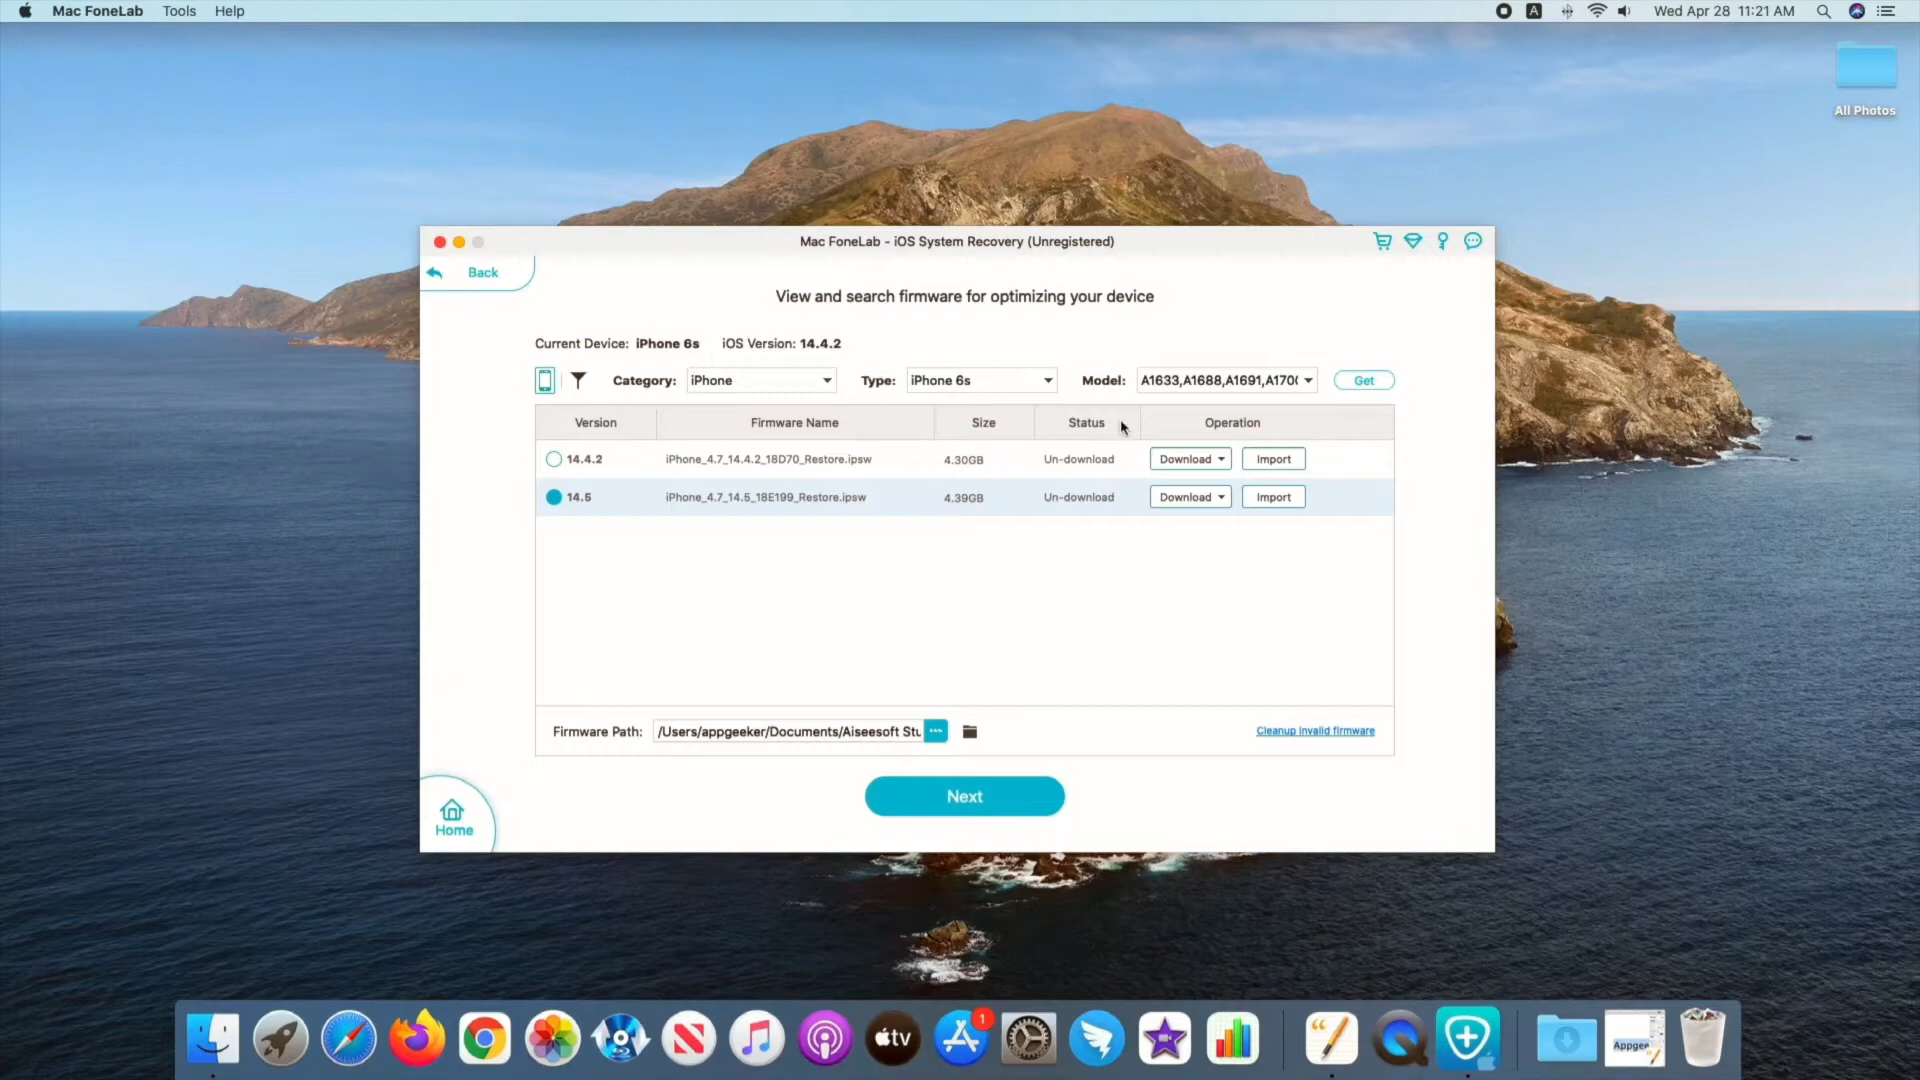 Mac FoneLab Tools Help
A Wed Apr 28 11:21 AM
All Photos
Mac FoneLab - iOS System Recovery (Unregistered)
Back
View and search firmware for optimizing your device
Current Device: iPhone 6s iOS Version: 14.4.2
Category: iPhone Type: iPhone 6s Model: A1633,A1688,A1691,A170( Get
Version Firmware Name Size Status Operation
14.4.2 iPhone_4.7_14.4.2_18D70_Restore.ipsw 4.30GB Un-download Download Import
14.5 iPhone_4.7_14.5_18E199_Restore.ipsw 4.39GB Un-download Download Import
Firmware Path: /Users/appgeeker/Documents/Aiseesoft Stu Cleanup invalid firmware
Next
Home
1
tv
Appgee